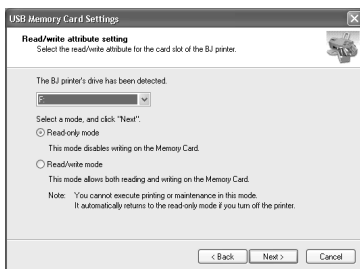 USB Memory Card Settings
Read/write attribute setting
Select the read/write attribute for the card slot of the BJ printer.
The BJ printer's drive has been detected.
F:
Select a mode, and click "Next".
Read-only mode
This mode disables writing on the Memory Card.
Read/write mode
This mode allows both reading and writing on the Memory Card.
Note: You cannot execute printing or maintenance in this mode.
It automatically returns to the read-only mode if you turn off the printer.
< Back Next > Cancel